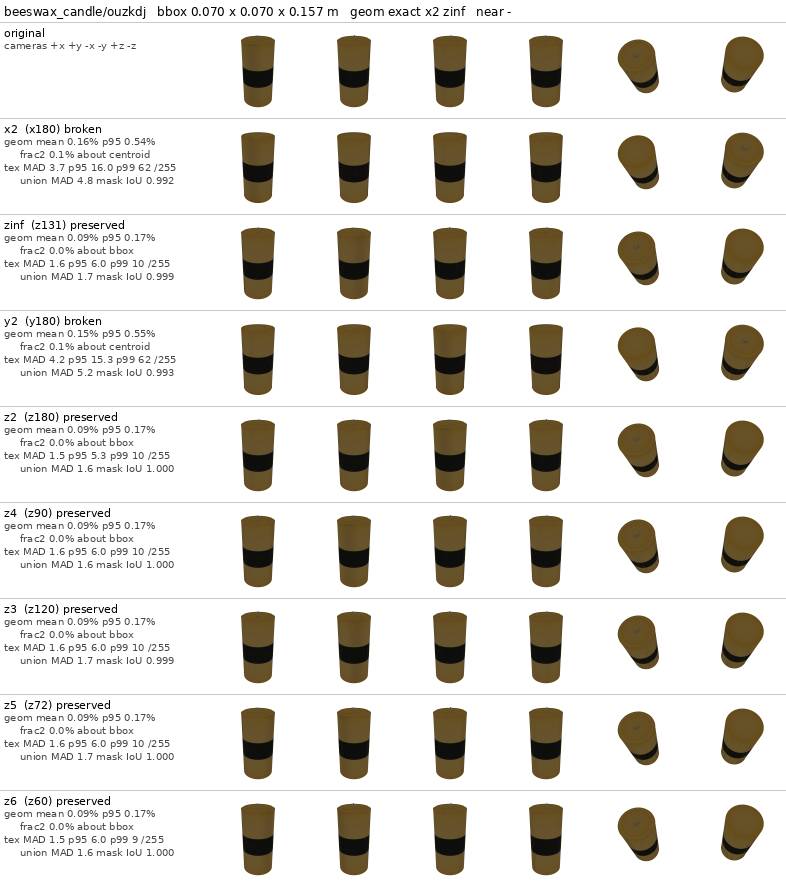 beeswax_candle/ouzkdj bbox 0.070 x 0.070 x 0.157 m geom exact x2 zinf near -
original
cameras +x +y -x -y +z -z
x2 (x180) broken
geom mean 0.16% p95 0.54%
frac2 0.1% about centroid
tex MAD 3.7 p95 16.0 p99 62 /255
union MAD 4.8 mask IoU 0.992
zinf (z131) preserved
geom mean 0.09% p95 0.17%
frac2 0.0% about bbox
tex MAD 1.6 p95 6.0 p99 10 /255
union MAD 1.7 mask IoU 0.999
y2 (y180) broken
geom mean 0.15% p95 0.55%
frac2 0.1% about centroid
tex MAD 4.2 p95 15.3 p99 62 /255
union MAD 5.2 mask IoU 0.993
z2 (z180) preserved
geom mean 0.09% p95 0.17%
frac2 0.0% about bbox
tex MAD 1.5 p95 5.3 p99 10 /255
union MAD 1.6 mask IoU 1.000
z4 (z90) preserved
geom mean 0.09% p95 0.17%
frac2 0.0% about bbox
tex MAD 1.6 p95 6.0 p99 10 /255
union MAD 1.6 mask IoU 1.000
z3 (z120) preserved
geom mean 0.09% p95 0.17%
frac2 0.0% about bbox
tex MAD 1.6 p95 6.0 p99 10 /255
union MAD 1.7 mask IoU 0.999
z5 (z72) preserved
geom mean 0.09% p95 0.17%
frac2 0.0% about bbox
tex MAD 1.6 p95 6.0 p99 10 /255
union MAD 1.7 mask IoU 1.000
z6 (z60) preserved
geom mean 0.09% p95 0.17%
frac2 0.0% about bbox
tex MAD 1.5 p95 6.0 p99 9 /255
union MAD 1.6 mask IoU 1.000